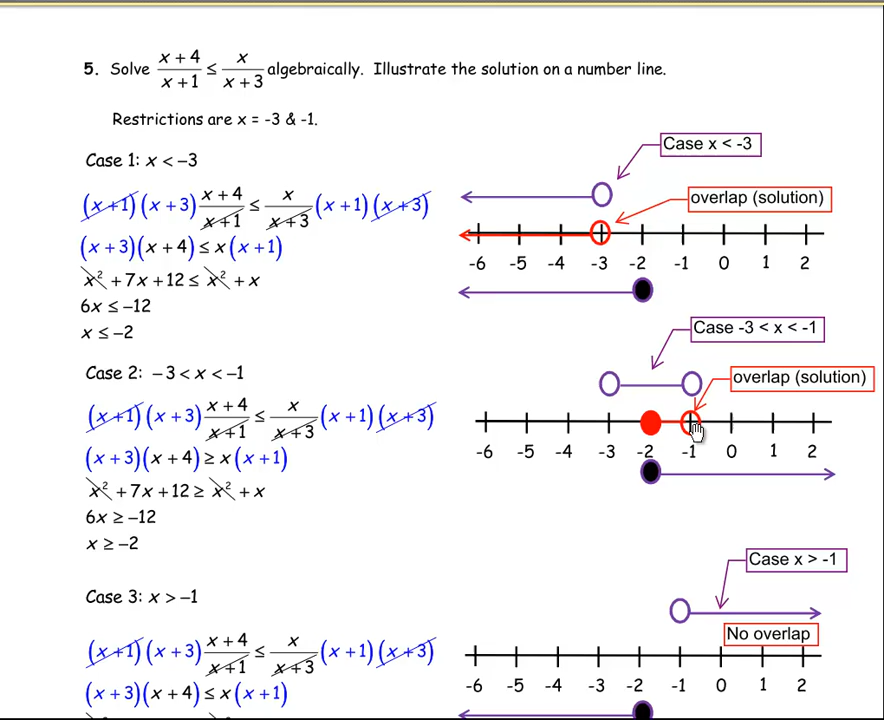 5. Solve (x + 4)/(x + 1) ≤ x/(x + 3) algebraically. Illustrate the solution on a number line.
Restrictions are x = -3 & -1.
Case 1: x < −3
(x + 1)(x + 3) (x + 4)/(x + 1) ≤ x/(x + 3) (x + 1)(x + 3)
(x + 3)(x + 4) ≤ x(x + 1)
x² + 7x + 12 ≤ x² + x
6x ≤ −12
x ≤ −2
Case x < -3
overlap (solution)
-6 -5 -4 -3 -2 -1 0 1 2
Case 2: −3 < x < −1
(x + 1)(x + 3) (x + 4)/(x + 1) ≤ x/(x + 3) (x + 1)(x + 3)
(x + 3)(x + 4) ≥ x(x + 1)
x² + 7x + 12 ≥ x² + x
6x ≥ −12
x ≥ −2
Case -3 < x < -1
overlap (solution)
-6 -5 -4 -3 -2 -1 0 1 2
Case 3: x > −1
(x + 1)(x + 3) (x + 4)/(x + 1) ≤ x/(x + 3) (x + 1)(x + 3)
(x + 3)(x + 4) ≤ x(x + 1)
Case x > -1
No overlap
-6 -5 -4 -3 -2 -1 0 1 2